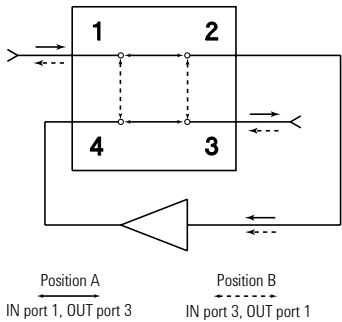 1 2
4 3
Position A Position B
IN port 1, OUT port 3 IN port 3, OUT port 1